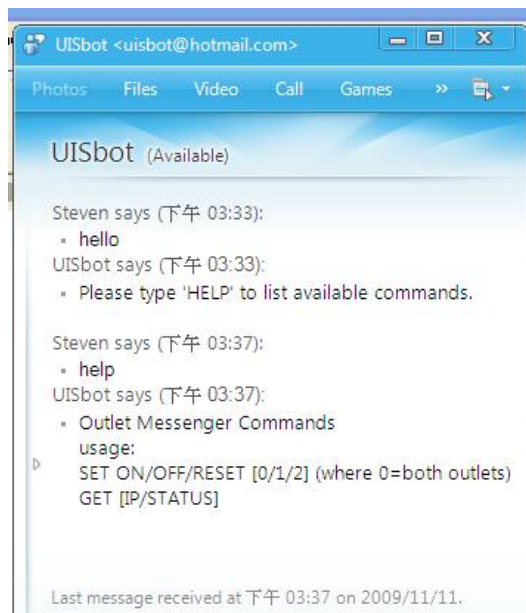 UISbot <uisbot@hotmail.com>
Photos Files Video Call Games »
UISbot (Available)
Steven says (下午 03:33):
▪ hello
UISbot says (下午 03:33):
▪ Please type 'HELP' to list available commands.
Steven says (下午 03:37):
▪ help
UISbot says (下午 03:37):
▪ Outlet Messenger Commands
usage:
SET ON/OFF/RESET [0/1/2] (where 0=both outlets)
GET [IP/STATUS]
Last message received at 下午 03:37 on 2009/11/11.